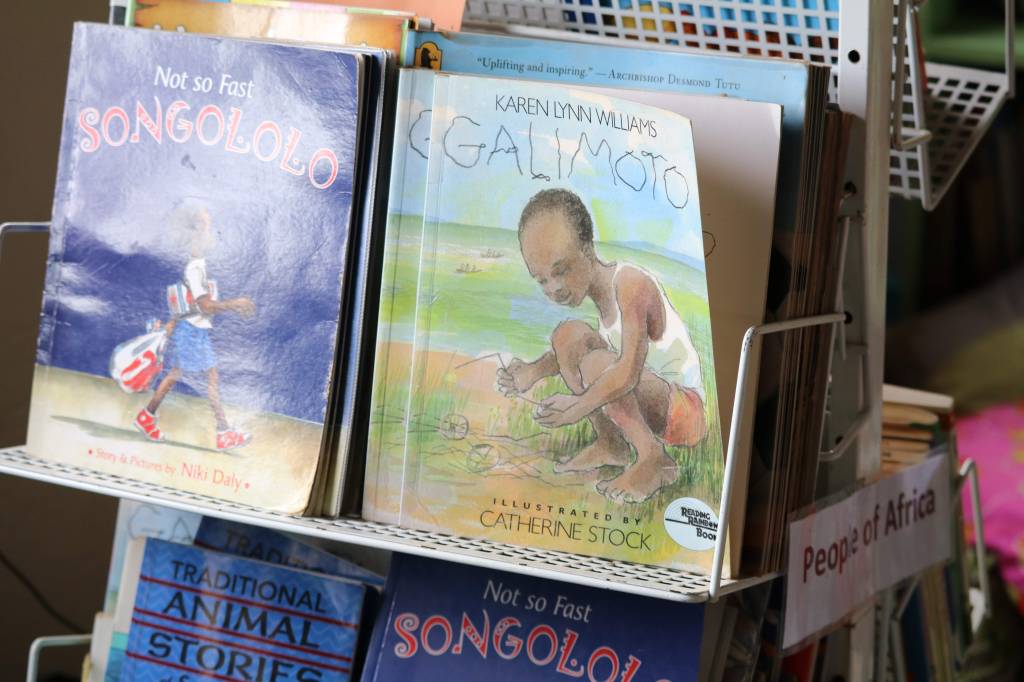 Not so Fast
SONGOLOLO
• Story & Pictures by Niki Daly •
"Uplifting and inspiring." — ARCHBISHOP DESMOND TUTU
KAREN LYNN WILLIAMS
GALIMOTO
ILLUSTRATED BY
CATHERINE STOCK
READING
RAINBOW
BOOK
People of Africa
TRADITIONAL
ANIMAL
STORIES
Not so Fast
SONGOLOL